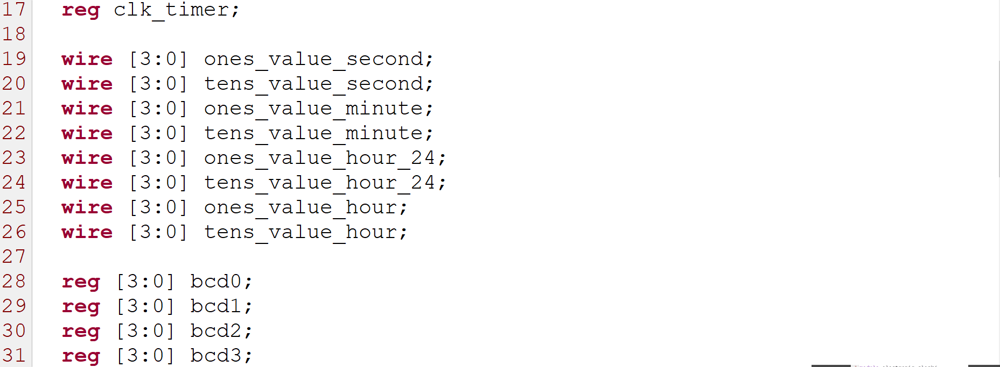 17 reg clk_timer;
18
19 wire [3:0] ones_value_second;
20 wire [3:0] tens_value_second;
21 wire [3:0] ones_value_minute;
22 wire [3:0] tens_value_minute;
23 wire [3:0] ones_value_hour_24;
24 wire [3:0] tens_value_hour_24;
25 wire [3:0] ones_value_hour;
26 wire [3:0] tens_value_hour;
27
28 reg [3:0] bcd0;
29 reg [3:0] bcd1;
30 reg [3:0] bcd2;
31 reg [3:0] bcd3;